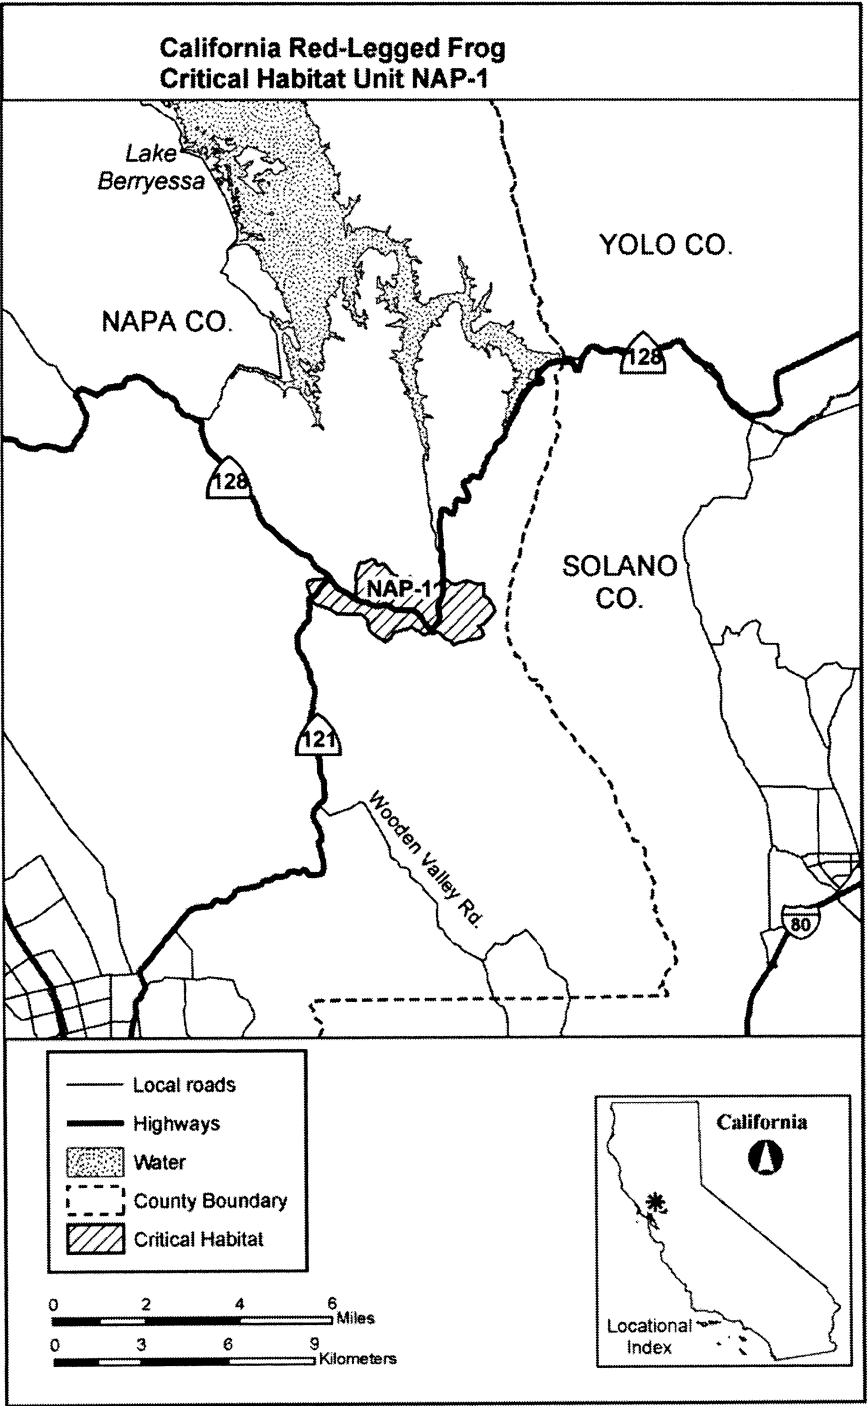 California Red-Legged Frog
Critical Habitat Unit NAP-1
Lake
Berryessa
YOLO CO.
NAPA CO.
128
128
SOLANO
CO.
NAP-1
121
Wooden Valley Rd.
80
Local roads
Highways
Water
County Boundary
Critical Habitat
California
Locational
Index
0 2 4 6
Miles
0 3 6 9
Kilometers